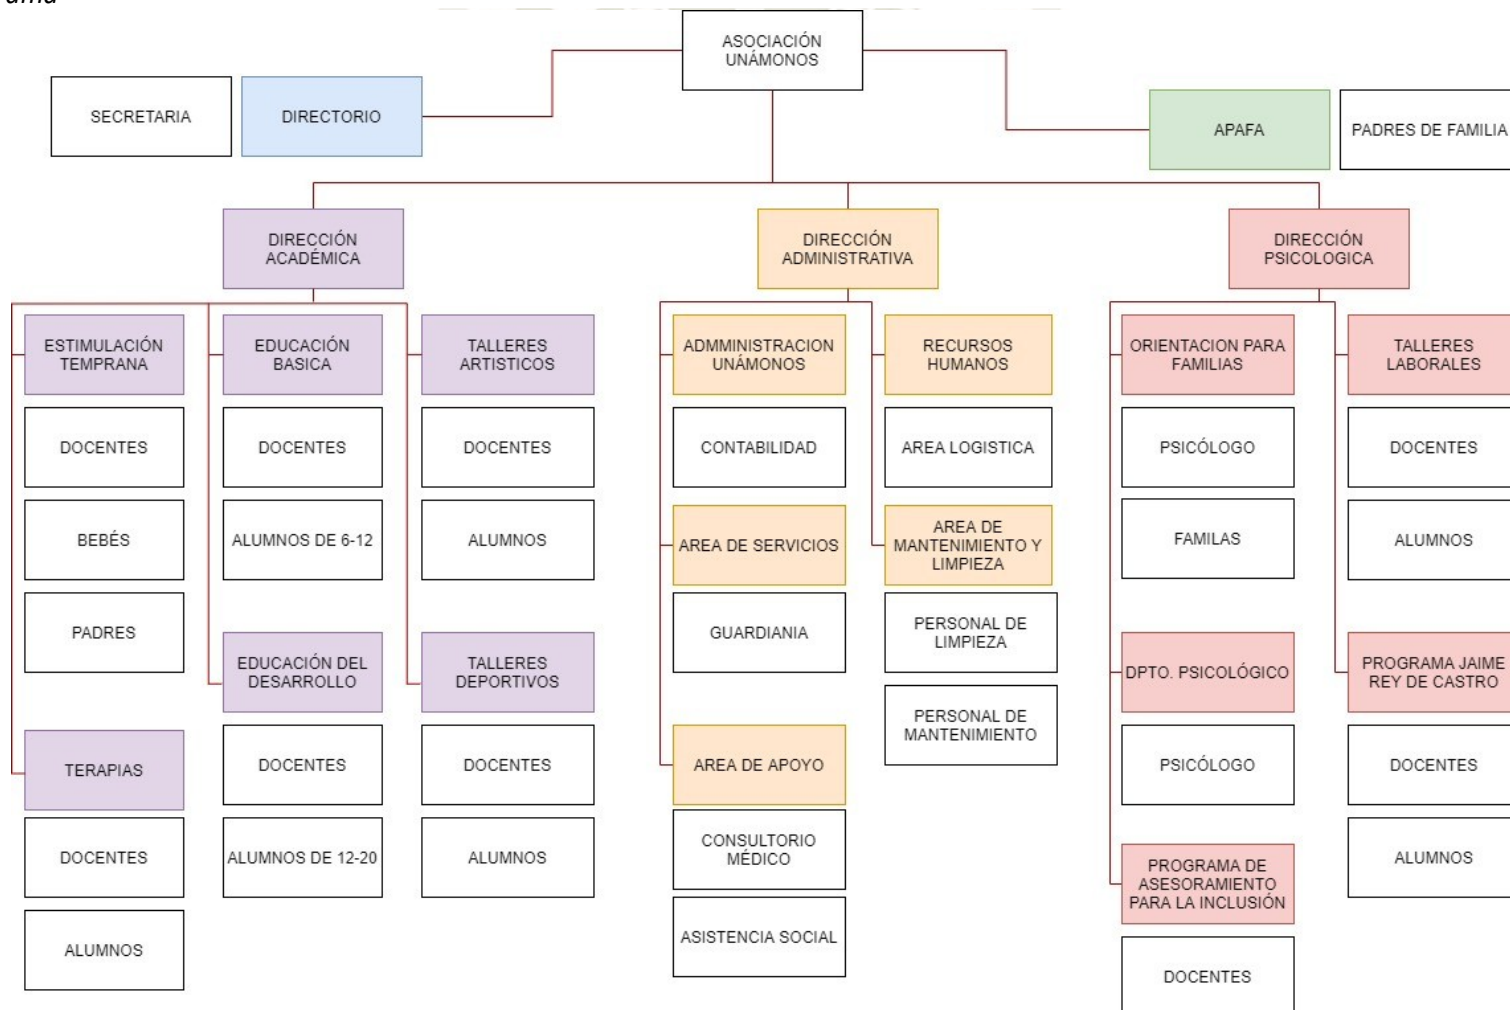 ASOCIACIÓN
UNÁMONOS
SECRETARIA
DIRECTORIO
APAFA
PADRES DE FAMILIA
DIRECCIÓN
ACADÉMICA
DIRECCIÓN
ADMINISTRATIVA
DIRECCIÓN
PSICOLOGICA
ESTIMULACIÓN
TEMPRANA
DOCENTES
BEBÉS
PADRES
TERAPIAS
DOCENTES
ALUMNOS
EDUCACIÓN
BASICA
DOCENTES
ALUMNOS DE 6-12
EDUCACIÓN DEL
DESARROLLO
DOCENTES
ALUMNOS DE 12-20
TALLERES
ARTISTICOS
DOCENTES
ALUMNOS
TALLERES
DEPORTIVOS
DOCENTES
ALUMNOS
ADMMINISTRACION
UNÁMONOS
CONTABILIDAD
AREA DE SERVICIOS
GUARDIANIA
AREA DE APOYO
CONSULTORIO
MÉDICO
ASISTENCIA SOCIAL
RECURSOS
HUMANOS
AREA LOGISTICA
AREA DE
MANTENIMIENTO Y
LIMPIEZA
PERSONAL DE
LIMPIEZA
PERSONAL DE
MANTENIMIENTO
ORIENTACION PARA
FAMILIAS
PSICÓLOGO
FAMILAS
DPTO. PSICOLÓGICO
PSICÓLOGO
PROGRAMA DE
ASESORAMIENTO
PARA LA INCLUSIÓN
DOCENTES
TALLERES
LABORALES
DOCENTES
ALUMNOS
PROGRAMA JAIME
REY DE CASTRO
DOCENTES
ALUMNOS